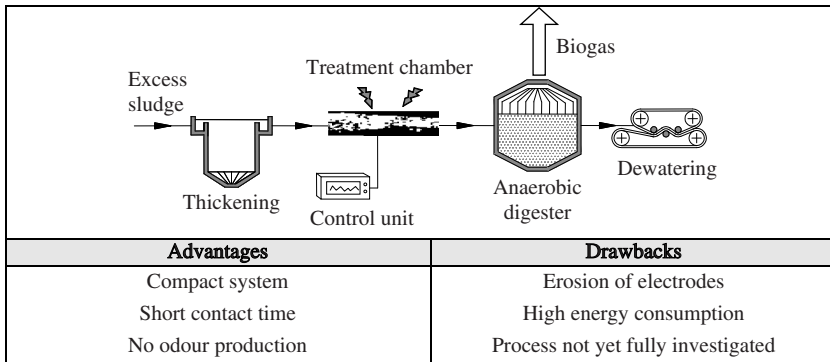 Biogas
Treatment chamber
Excess
sludge
Thickening
Control unit
Anaerobic
digester
Dewatering
Advantages
Drawbacks
Compact system
Erosion of electrodes
Short contact time
High energy consumption
No odour production
Process not yet fully investigated